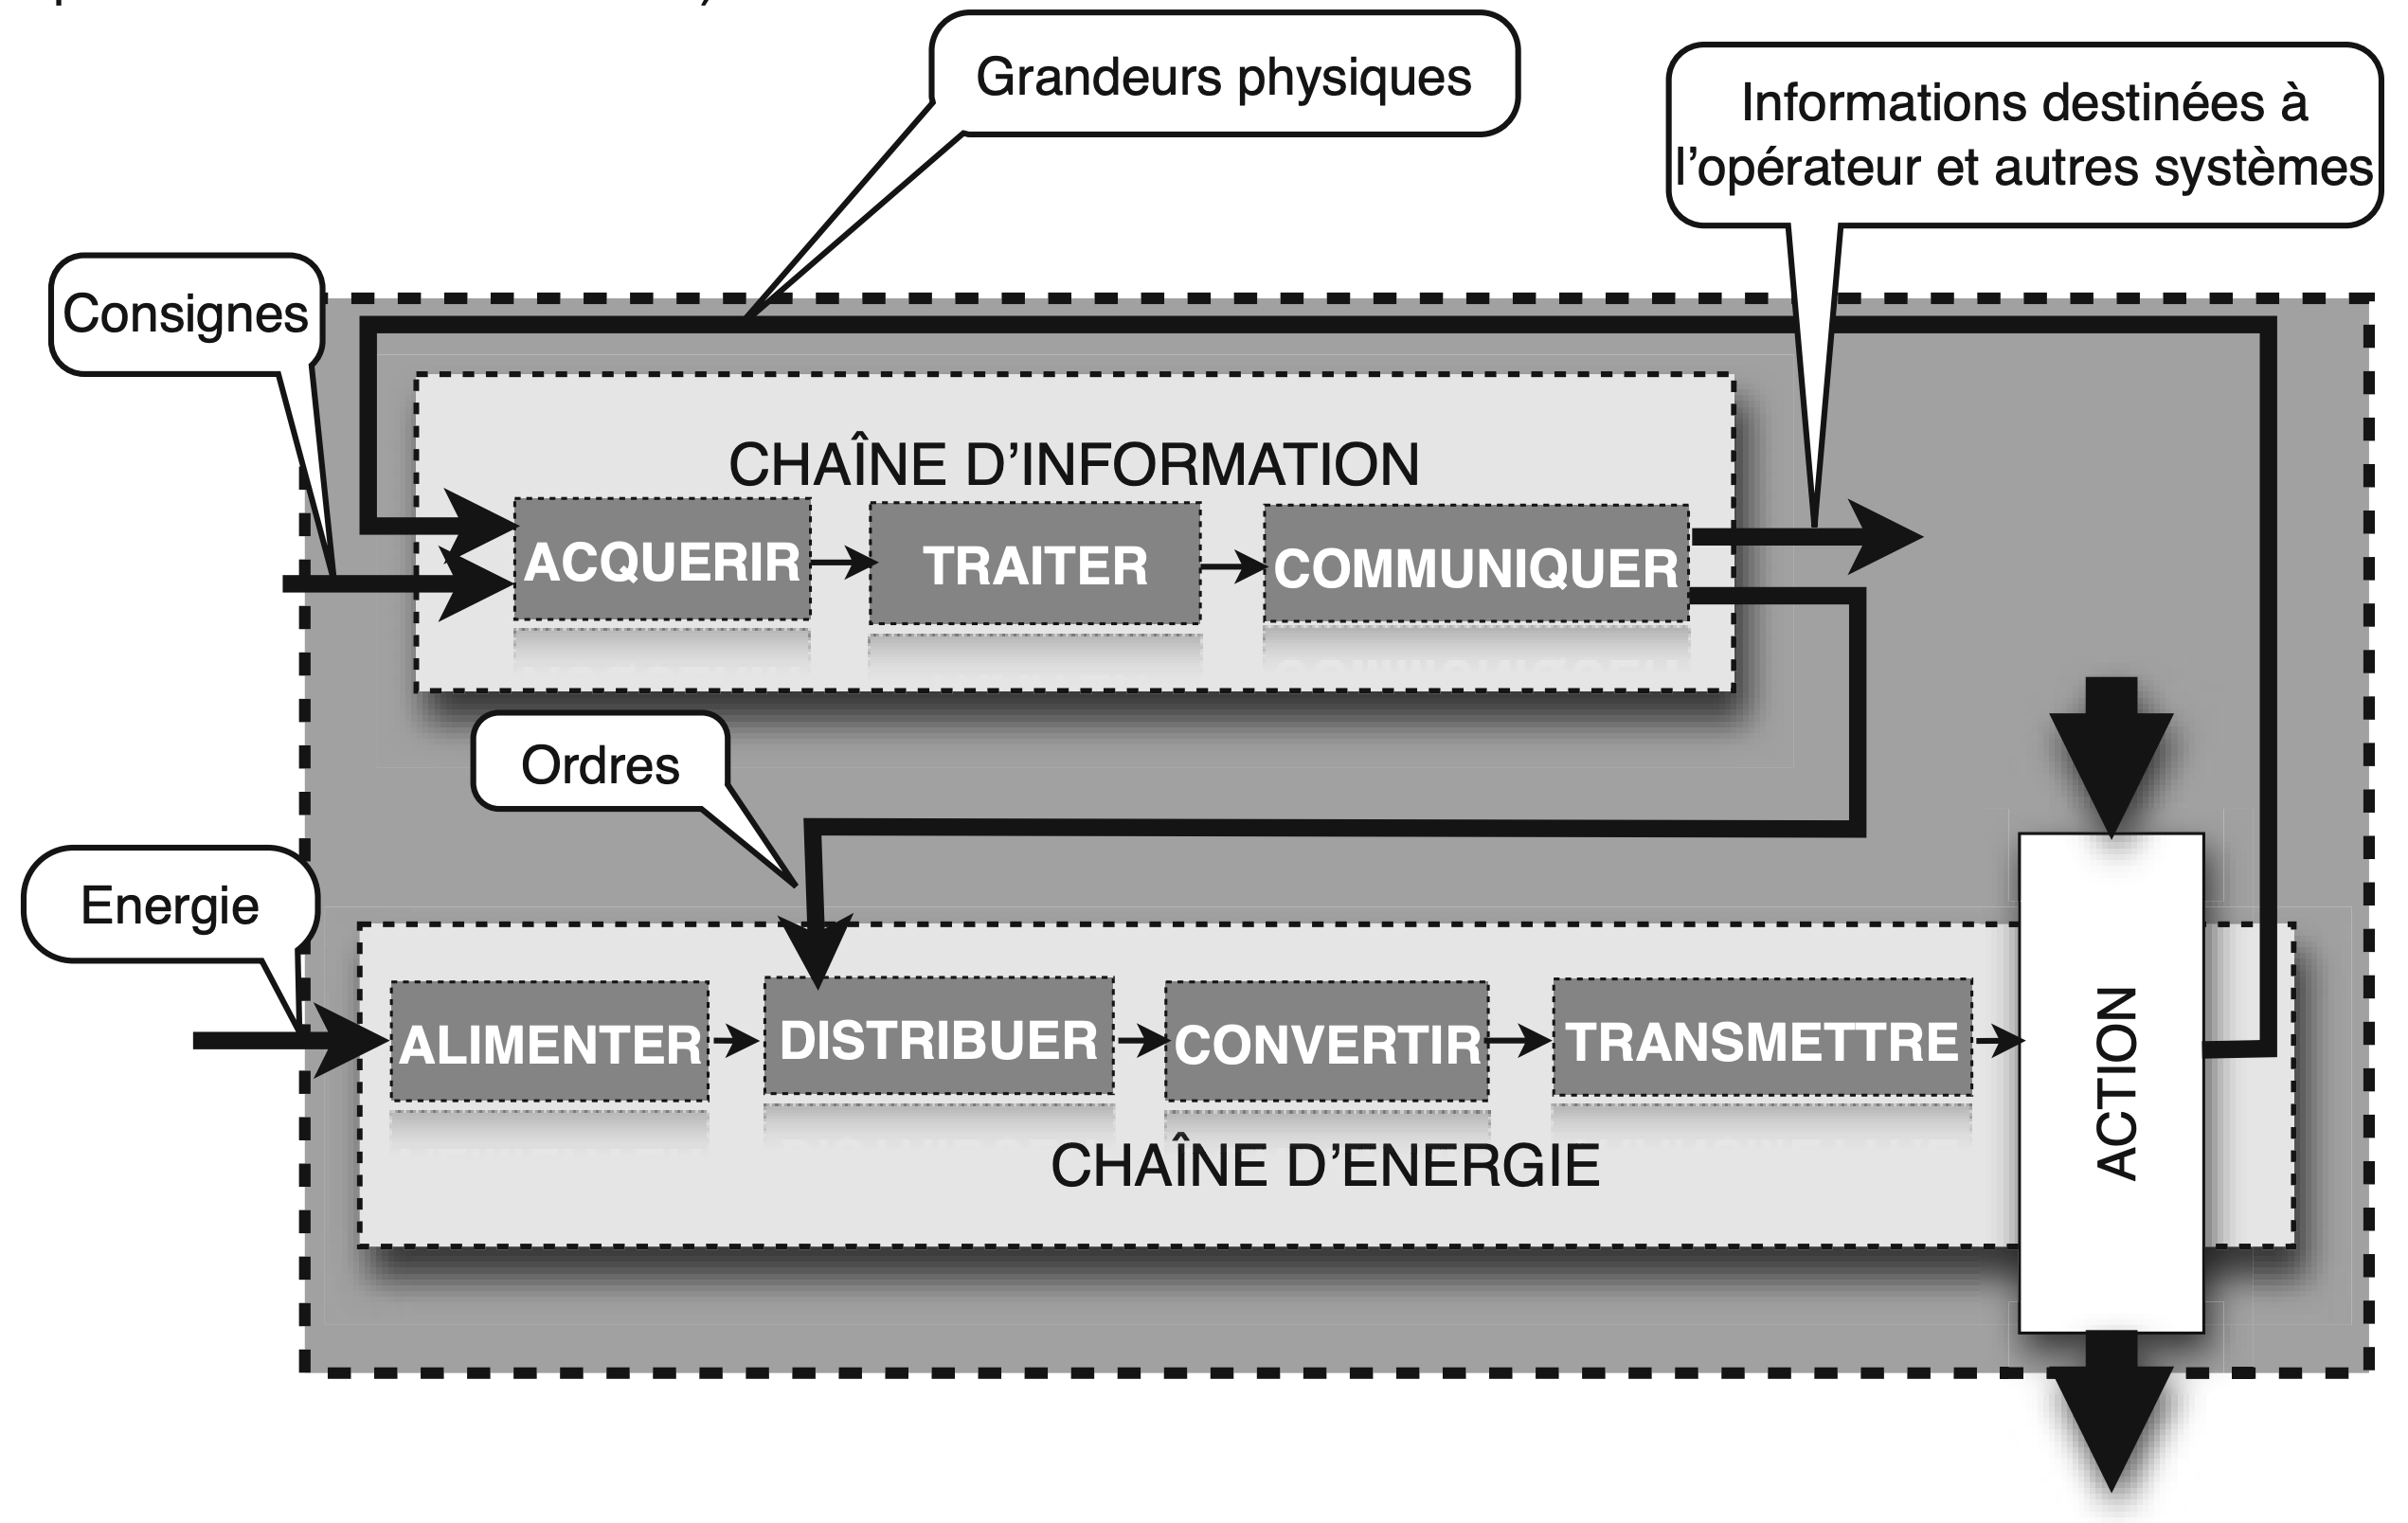 Grandeurs physiques
Informations destinées à
l'opérateur et autres systèmes
Consignes
CHAÎNE D'INFORMATION
ACQUERIR
TRAITER
COMMUNIQUER
Ordres
Energie
ALIMENTER
DISTRIBUER
CONVERTIR
TRANSMETTRE
ACTION
CHAÎNE D'ENERGIE